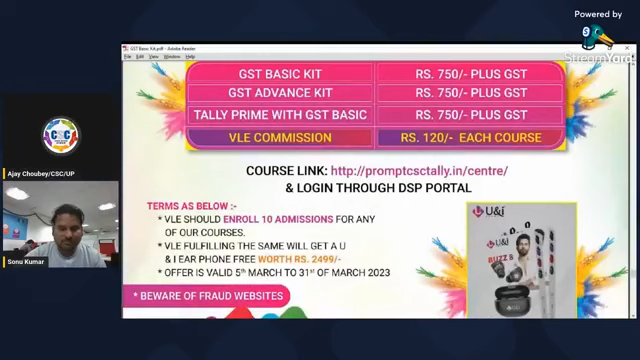 Powered by
StreamYard
GST Basic Kit.pdf - Adobe Reader
File Edit View Window Help
GST BASIC KIT RS. 750/- PLUS GST
GST ADVANCE KIT RS. 750/- PLUS GST
TALLY PRIME WITH GST BASIC RS. 750/- PLUS GST
VLE COMMISSION RS. 120/- EACH COURSE
COURSE LINK: http://promptcsctally.in/centre/
& LOGIN THROUGH DSP PORTAL
TERMS AS BELOW :-
* VLE SHOULD ENROLL 10 ADMISSIONS FOR ANY
OF OUR COURSES.
* VLE FULFILLING THE SAME WILL GET A U
& I EAR PHONE FREE WORTH RS. 2499/-
* OFFER IS VALID 5th MARCH TO 31st OF MARCH 2023
* BEWARE OF FRAUD WEBSITES
U&i
U&i
BUZZ
CSC
Ajay Choubey/CSC/UP
Sonu Kumar